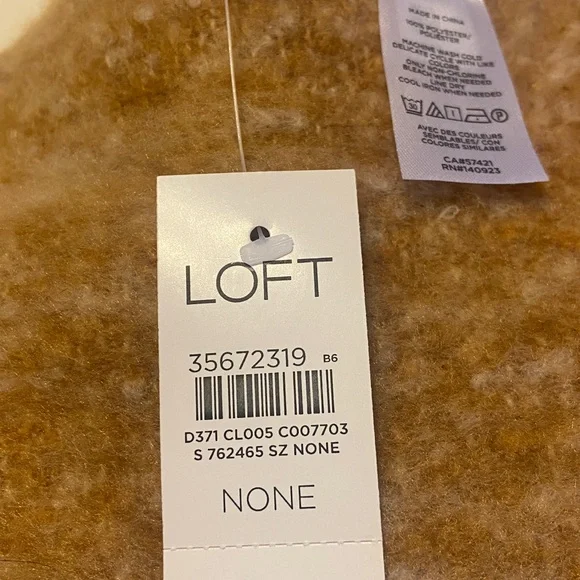 MADE IN CHINA
100% POLYESTER/
POLIÉSTER
MACHINE WASH COLD
DELICATE CYCLE WITH LIKE
COLORS
ONLY NON-CHLORINE
BLEACH WHEN NEEDED
LINE DRY
COOL IRON WHEN NEEDED
30
P
AVEC DES COULEURS
SEMBLABLES/ CON
COLORES SIMILARES
CA#57421
RN#140923
LOFT
35672319 B6
D371 CL005 C007703
S 762465 SZ NONE
NONE